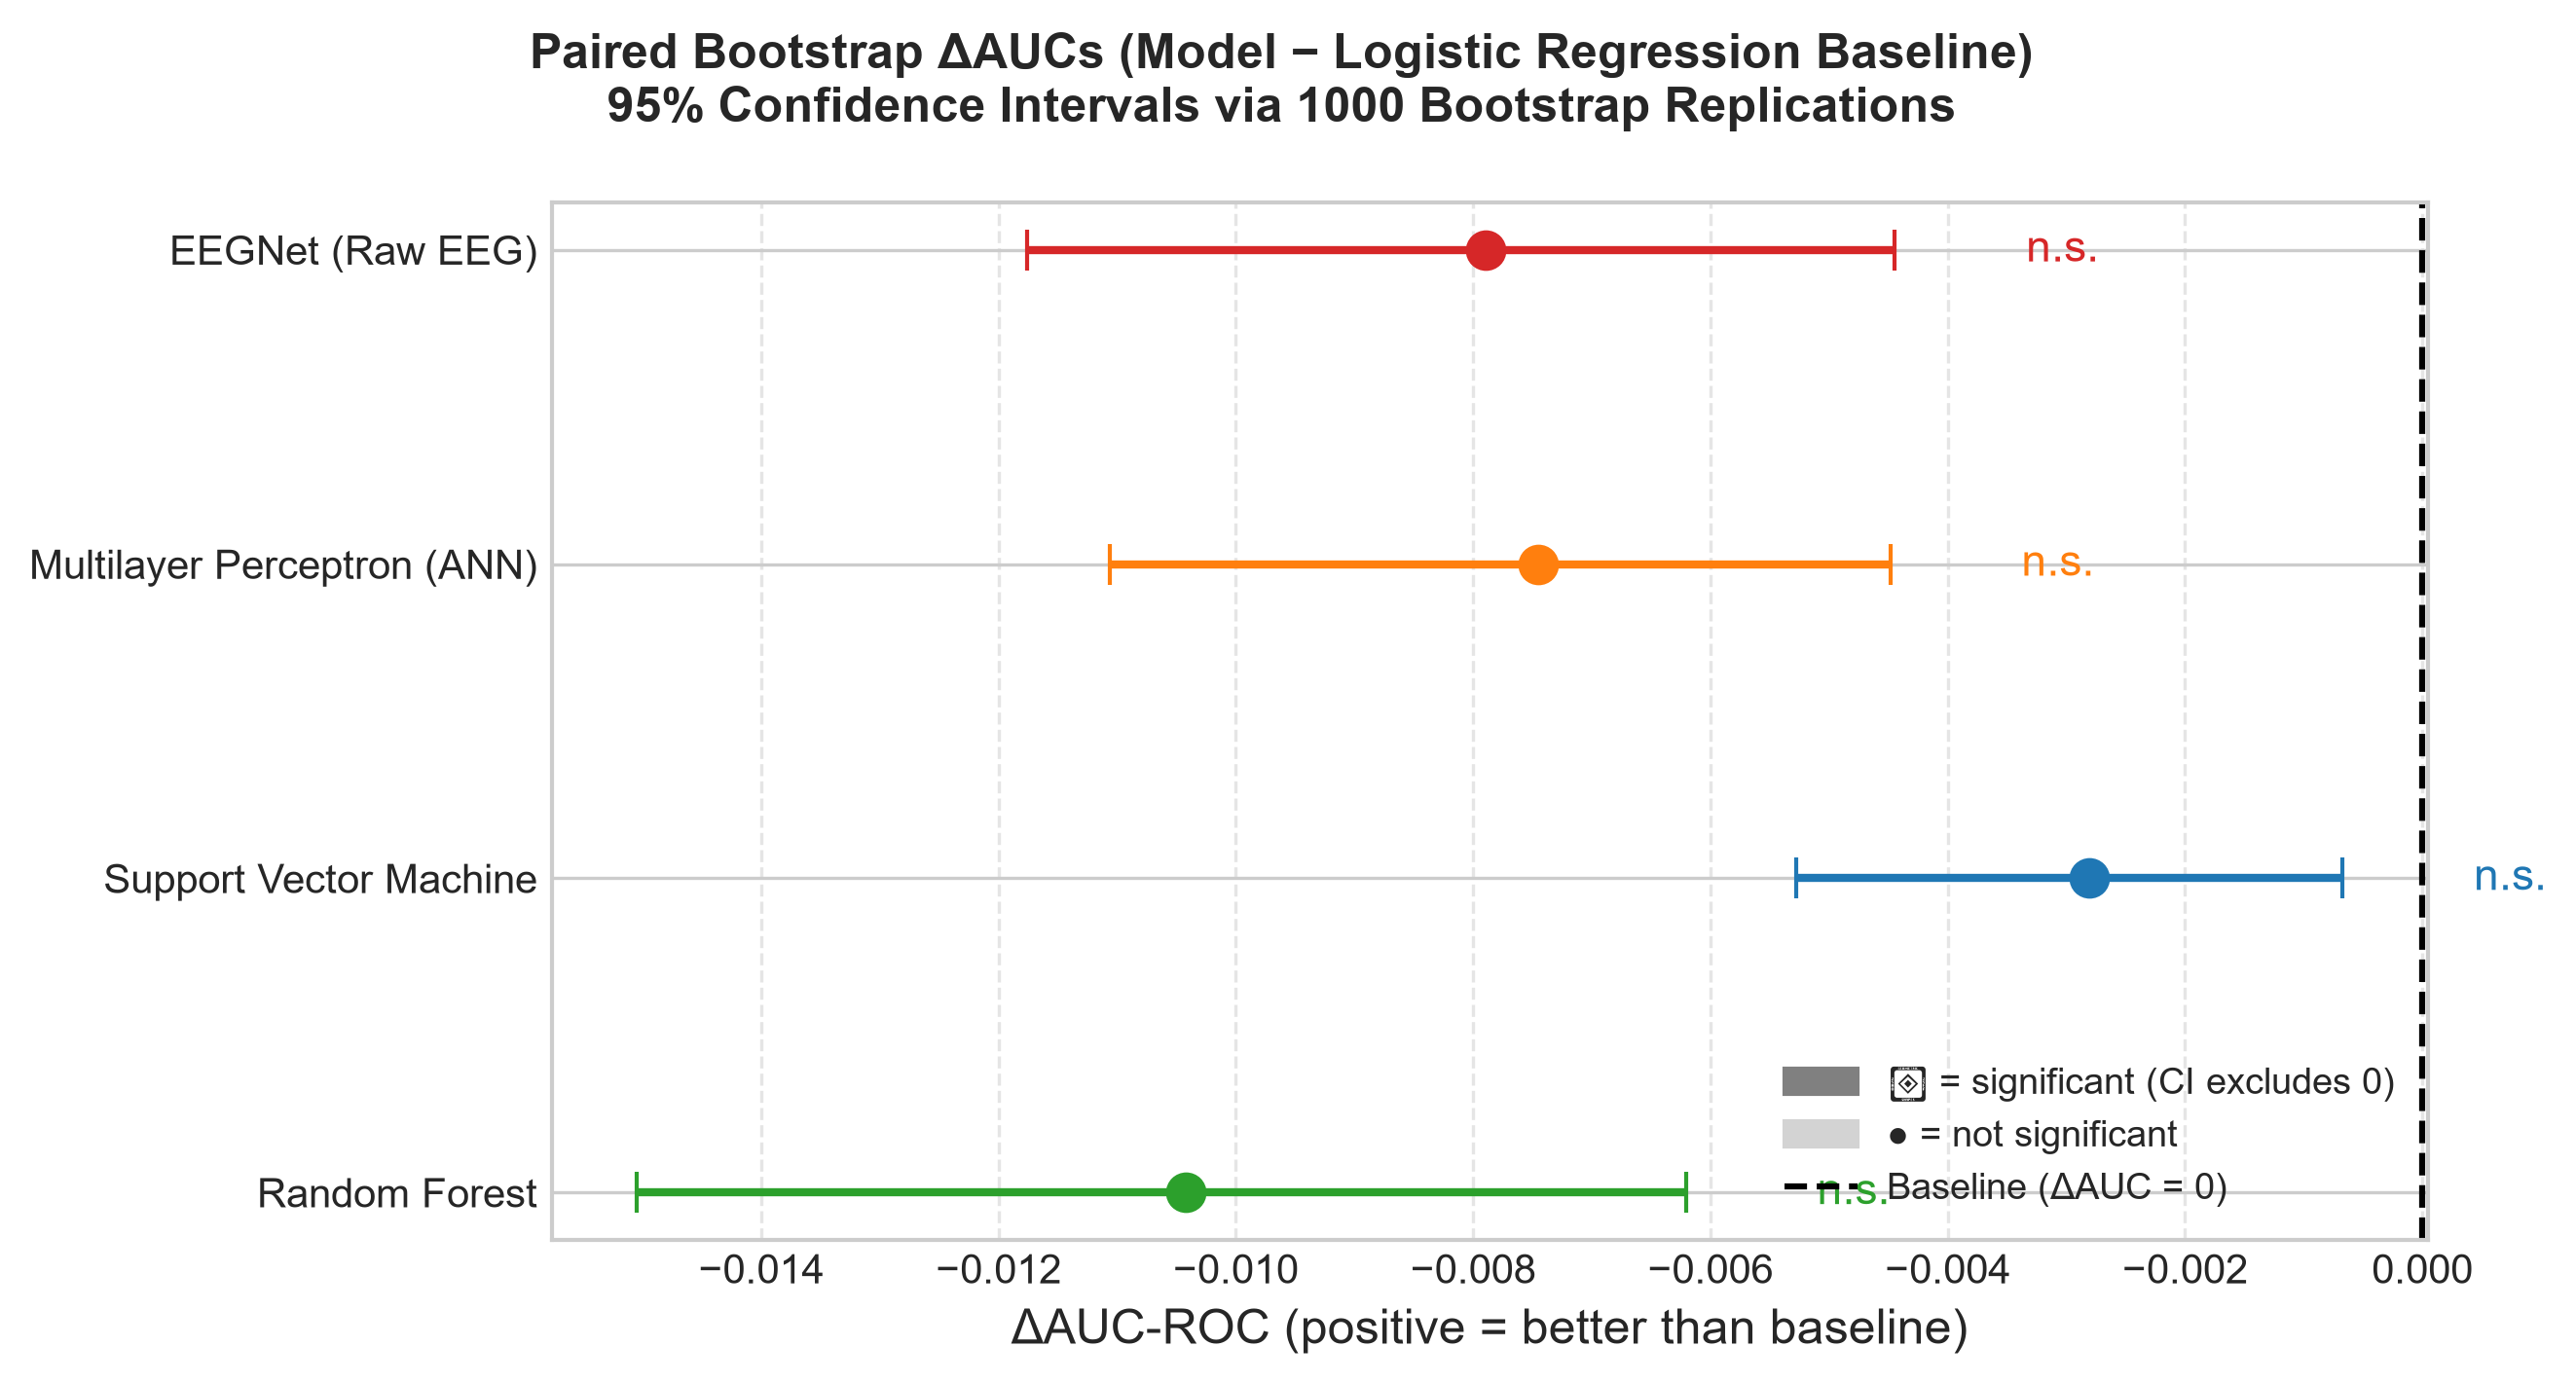 Paired Bootstrap ΔAUCs (Model − Logistic Regression Baseline)
95% Confidence Intervals via 1000 Bootstrap Replications
EEGNet (Raw EEG)
n.s.
Multilayer Perceptron (ANN)
n.s.
Support Vector Machine
n.s.
= significant (CI excludes 0)
● = not significant
Baseline (ΔAUC = 0)
Random Forest
n.s.
−0.014 −0.012 −0.010 −0.008 −0.006 −0.004 −0.002 0.000
ΔAUC-ROC (positive = better than baseline)